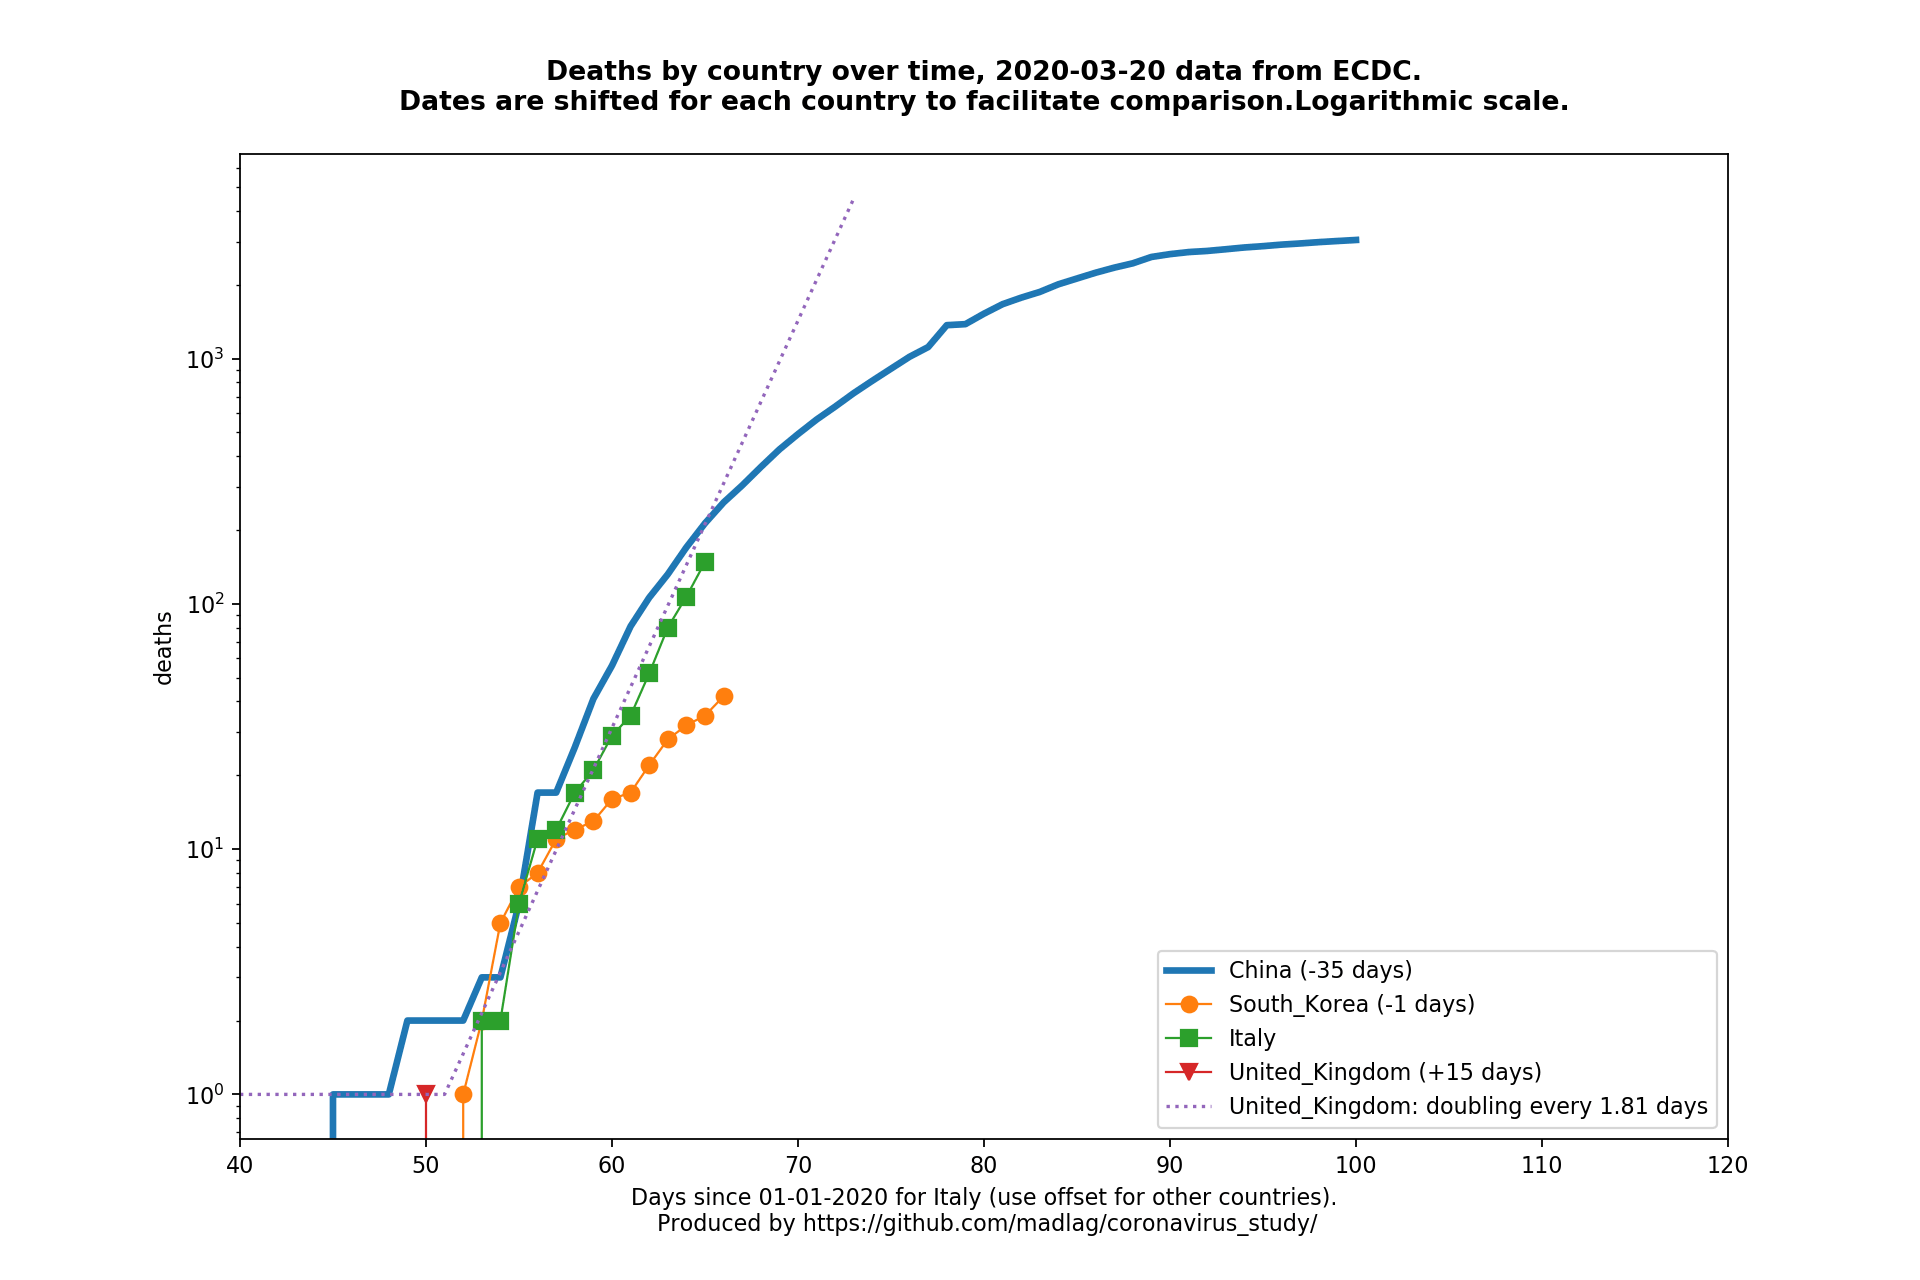 Deaths by country over time, 2020-03-20 data from ECDC.
Dates are shifted for each country to facilitate comparison.Logarithmic scale.
deaths
10³
10²
10¹
10⁰
40 50 60 70 80 90 100 110 120
China (-35 days)
South_Korea (-1 days)
Italy
United_Kingdom (+15 days)
United_Kingdom: doubling every 1.81 days
Days since 01-01-2020 for Italy (use offset for other countries).
Produced by https://github.com/madlag/coronavirus_study/